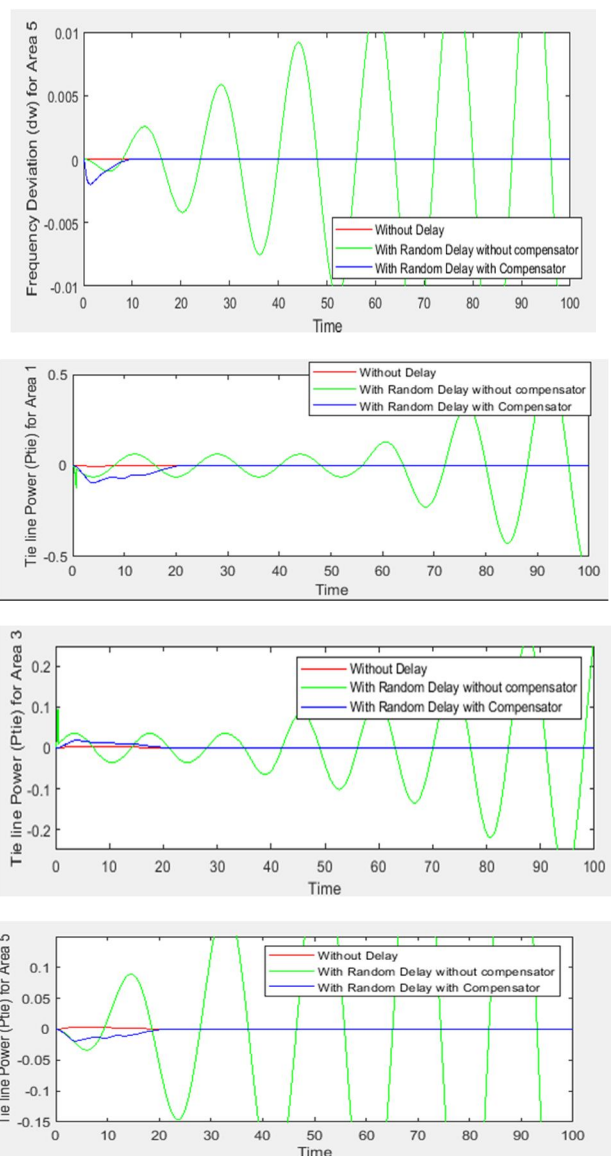 Frequency Deviation (dw) for Area 5
0.01
0.005
0
-0.005
-0.01
Without Delay
With Random Delay without compensator
With Random Delay with Compensator
0 10 20 30 40 50 60 70 80 90 100
Time
Tie line Power (Ptie) for Area 1
0.5
0
-0.5
Without Delay
With Random Delay without compensator
With Random Delay with Compensator
0 10 20 30 40 50 60 70 80 90 100
Time
Tie line Power (Ptie) for Area 3
0.2
0.1
0
-0.1
-0.2
Without Delay
With Random Delay without compensator
With Random Delay with Compensator
0 10 20 30 40 50 60 70 80 90 100
Time
Tie line Power (Ptie) for Area 5
0.1
0.05
0
-0.05
-0.1
-0.15
Without Delay
With Random Delay without compensator
With Random Delay with Compensator
0 10 20 30 40 50 60 70 80 90 100
Time